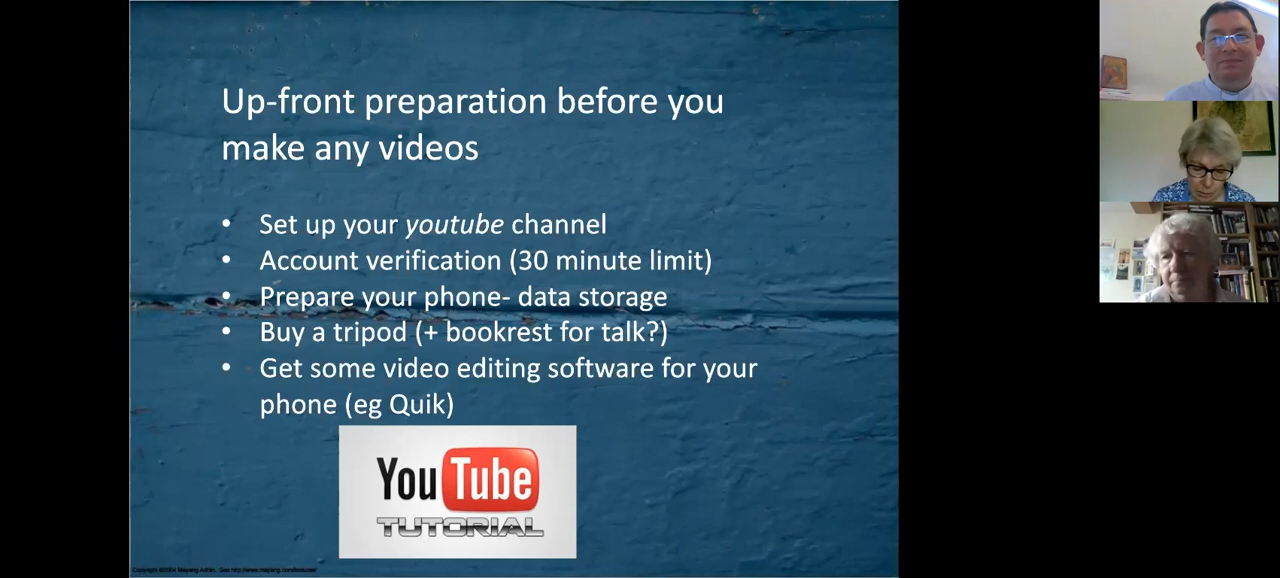 Up-front preparation before you
make any videos
• Set up your youtube channel
• Account verification (30 minute limit)
• Prepare your phone- data storage
• Buy a tripod (+ bookrest for talk?)
• Get some video editing software for your
phone (eg Quik)
YouTube
TUTORIAL